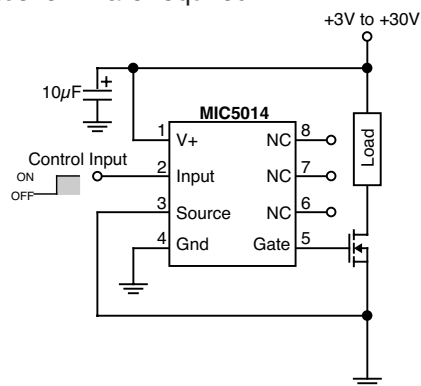 +3V to +30V
10µF
+
MIC5014
1
V+
NC
8
Control Input
ON
OFF
2
Input
NC
7
3
Source
NC
6
4
Gnd
Gate
5
Load